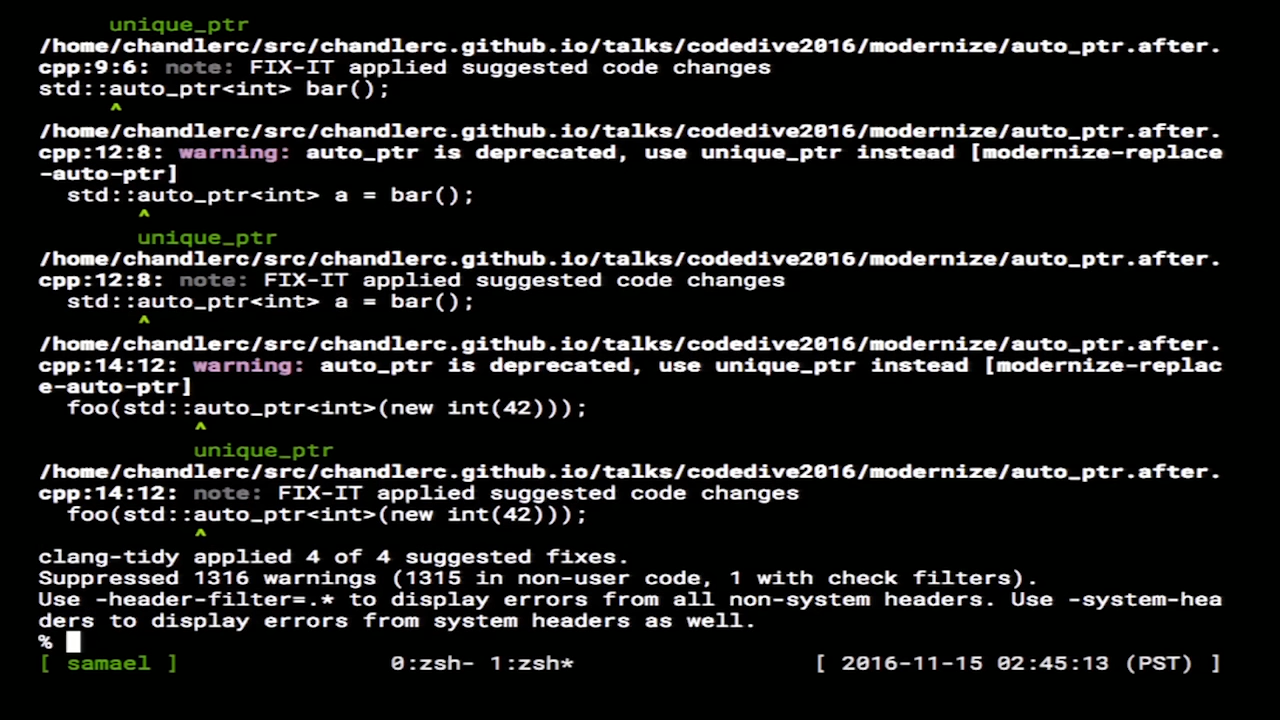 unique_ptr
/home/chandlerc/src/chandlerc.github.io/talks/codedive2016/modernize/auto_ptr.after.
cpp:9:6: note: FIX-IT applied suggested code changes
std::auto_ptr<int> bar();
^
/home/chandlerc/src/chandlerc.github.io/talks/codedive2016/modernize/auto_ptr.after.
cpp:12:8: warning: auto_ptr is deprecated, use unique_ptr instead [modernize-replace
-auto-ptr]
std::auto_ptr<int> a = bar();
^
unique_ptr
/home/chandlerc/src/chandlerc.github.io/talks/codedive2016/modernize/auto_ptr.after.
cpp:12:8: note: FIX-IT applied suggested code changes
std::auto_ptr<int> a = bar();
^
/home/chandlerc/src/chandlerc.github.io/talks/codedive2016/modernize/auto_ptr.after.
cpp:14:12: warning: auto_ptr is deprecated, use unique_ptr instead [modernize-replac
e-auto-ptr]
foo(std::auto_ptr<int>(new int(42)));
^
unique_ptr
/home/chandlerc/src/chandlerc.github.io/talks/codedive2016/modernize/auto_ptr.after.
cpp:14:12: note: FIX-IT applied suggested code changes
foo(std::auto_ptr<int>(new int(42)));
^
clang-tidy applied 4 of 4 suggested fixes.
Suppressed 1316 warnings (1315 in non-user code, 1 with check filters).
Use -header-filter=.* to display errors from all non-system headers. Use -system-hea
ders to display errors from system headers as well.
%
[ samael ] 0:zsh- 1:zsh* [ 2016-11-15 02:45:13 (PST) ]